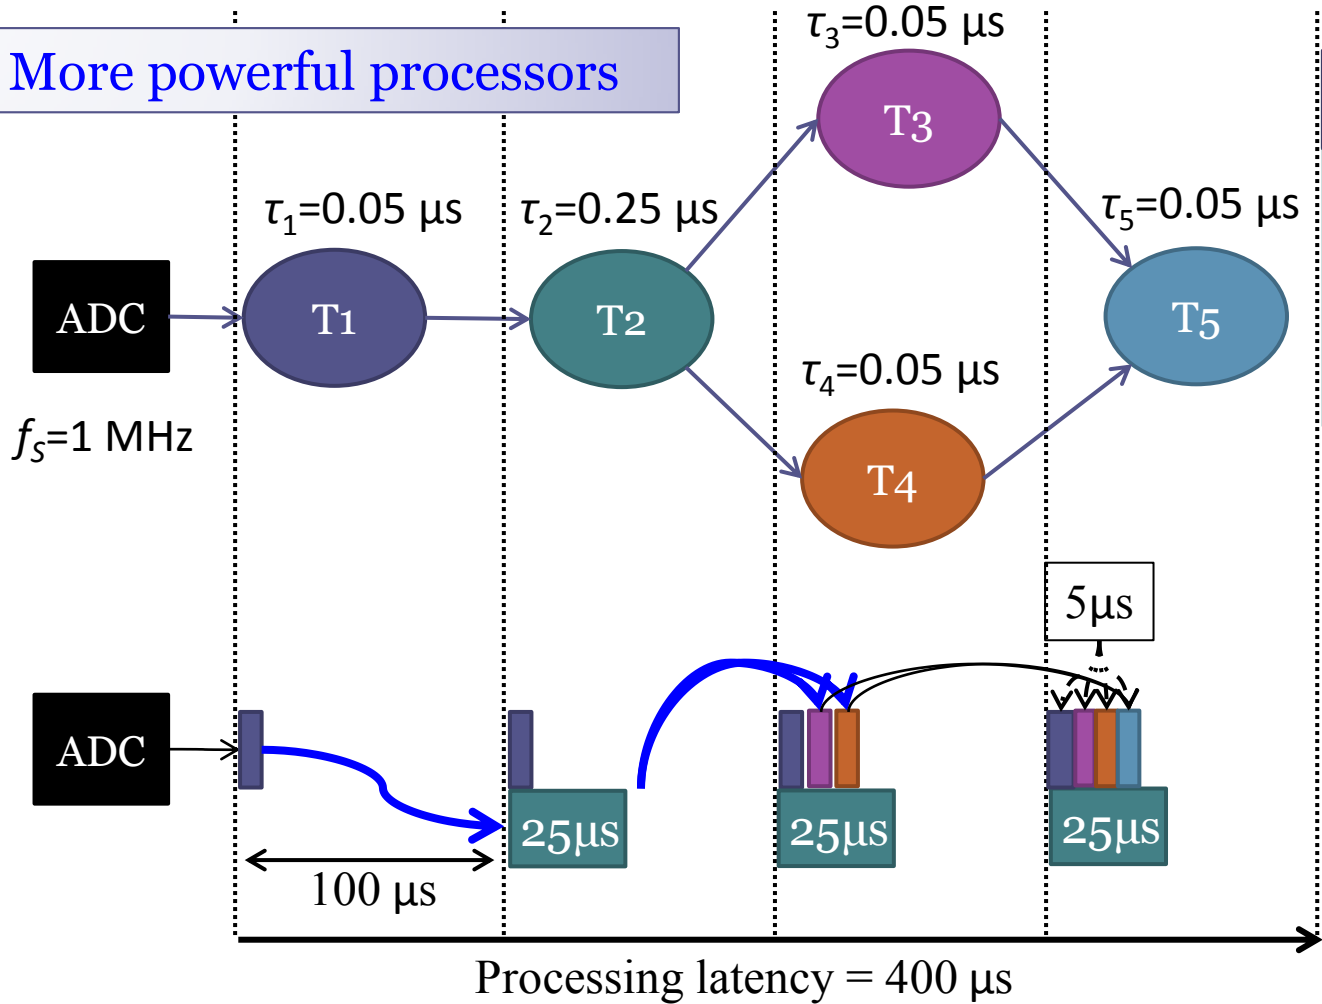 More powerful processors
τ3=0.05 μs
T3
τ1=0.05 μs
τ2=0.25 μs
τ5=0.05 μs
ADC
T1
T2
T5
τ4=0.05 μs
fS=1 MHz
T4
5μs
ADC
25μs
25μs
25μs
100 μs
Processing latency = 400 μs